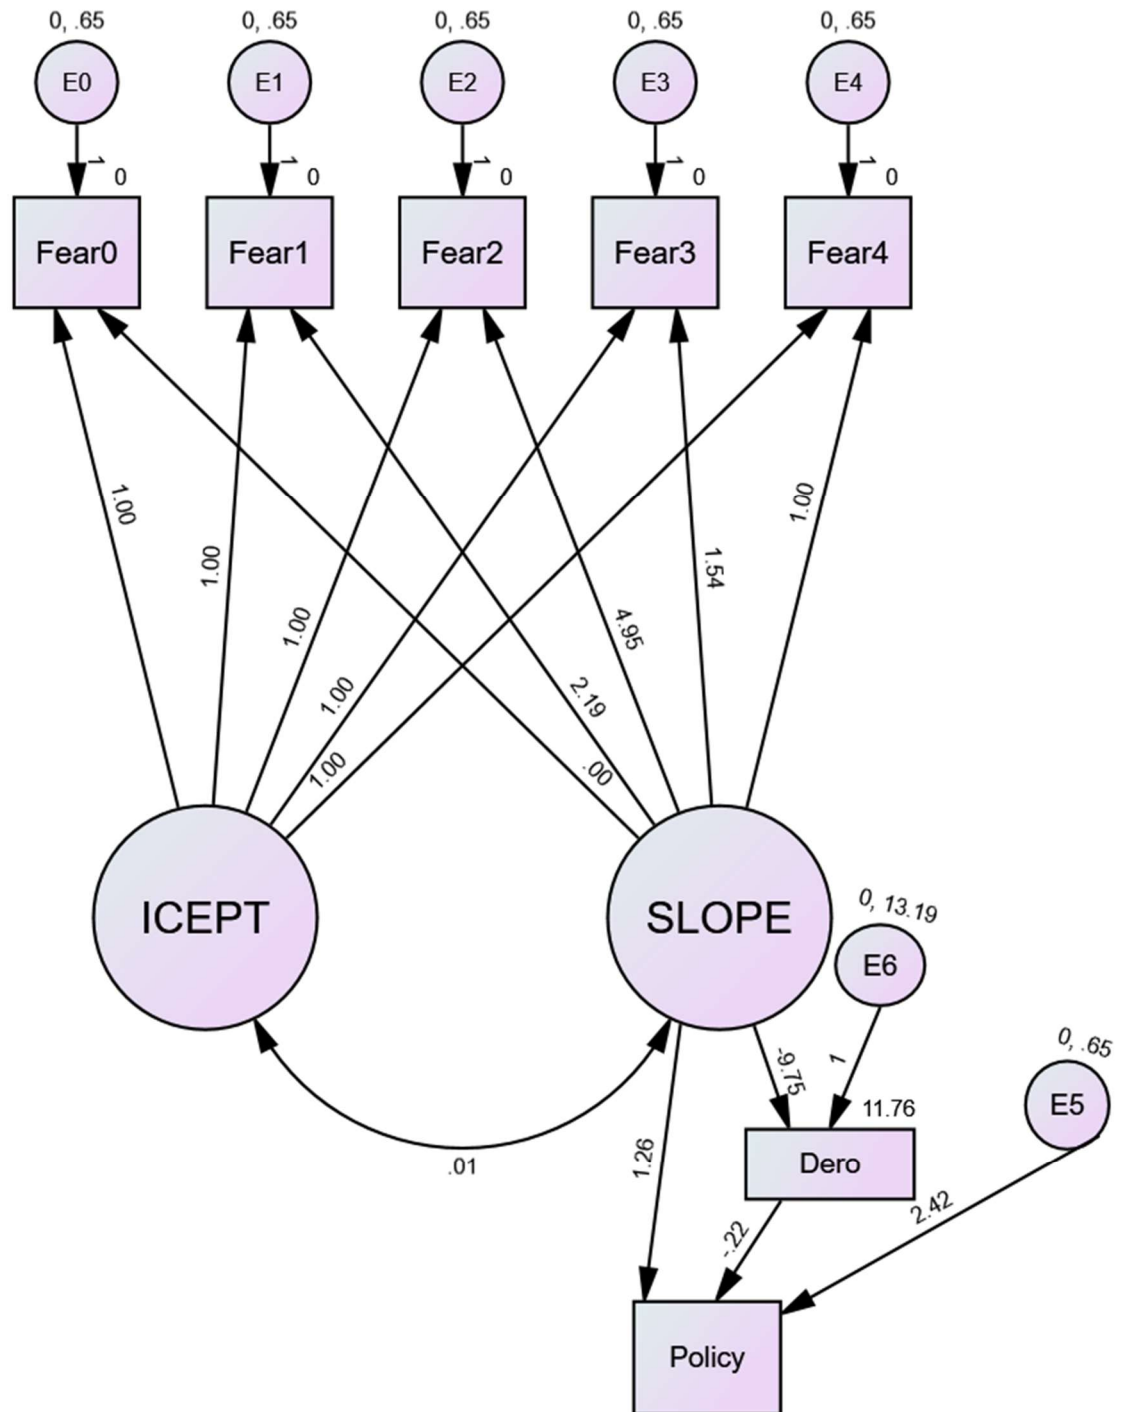 0, .65
0, .65
0, .65
0, .65
0, .65
E0
E1
E2
E3
E4
1
0
1
0
1
0
1
0
1
0
Fear0
Fear1
Fear2
Fear3
Fear4
1.00
1.00
1.00
1.00
1.00
.00
2.19
4.95
1.54
1.00
ICEPT
SLOPE
0, 13.19
E6
0, .65
E5
.01
1.26
-9.75
1
11.76
Dero
-.22
2.42
Policy